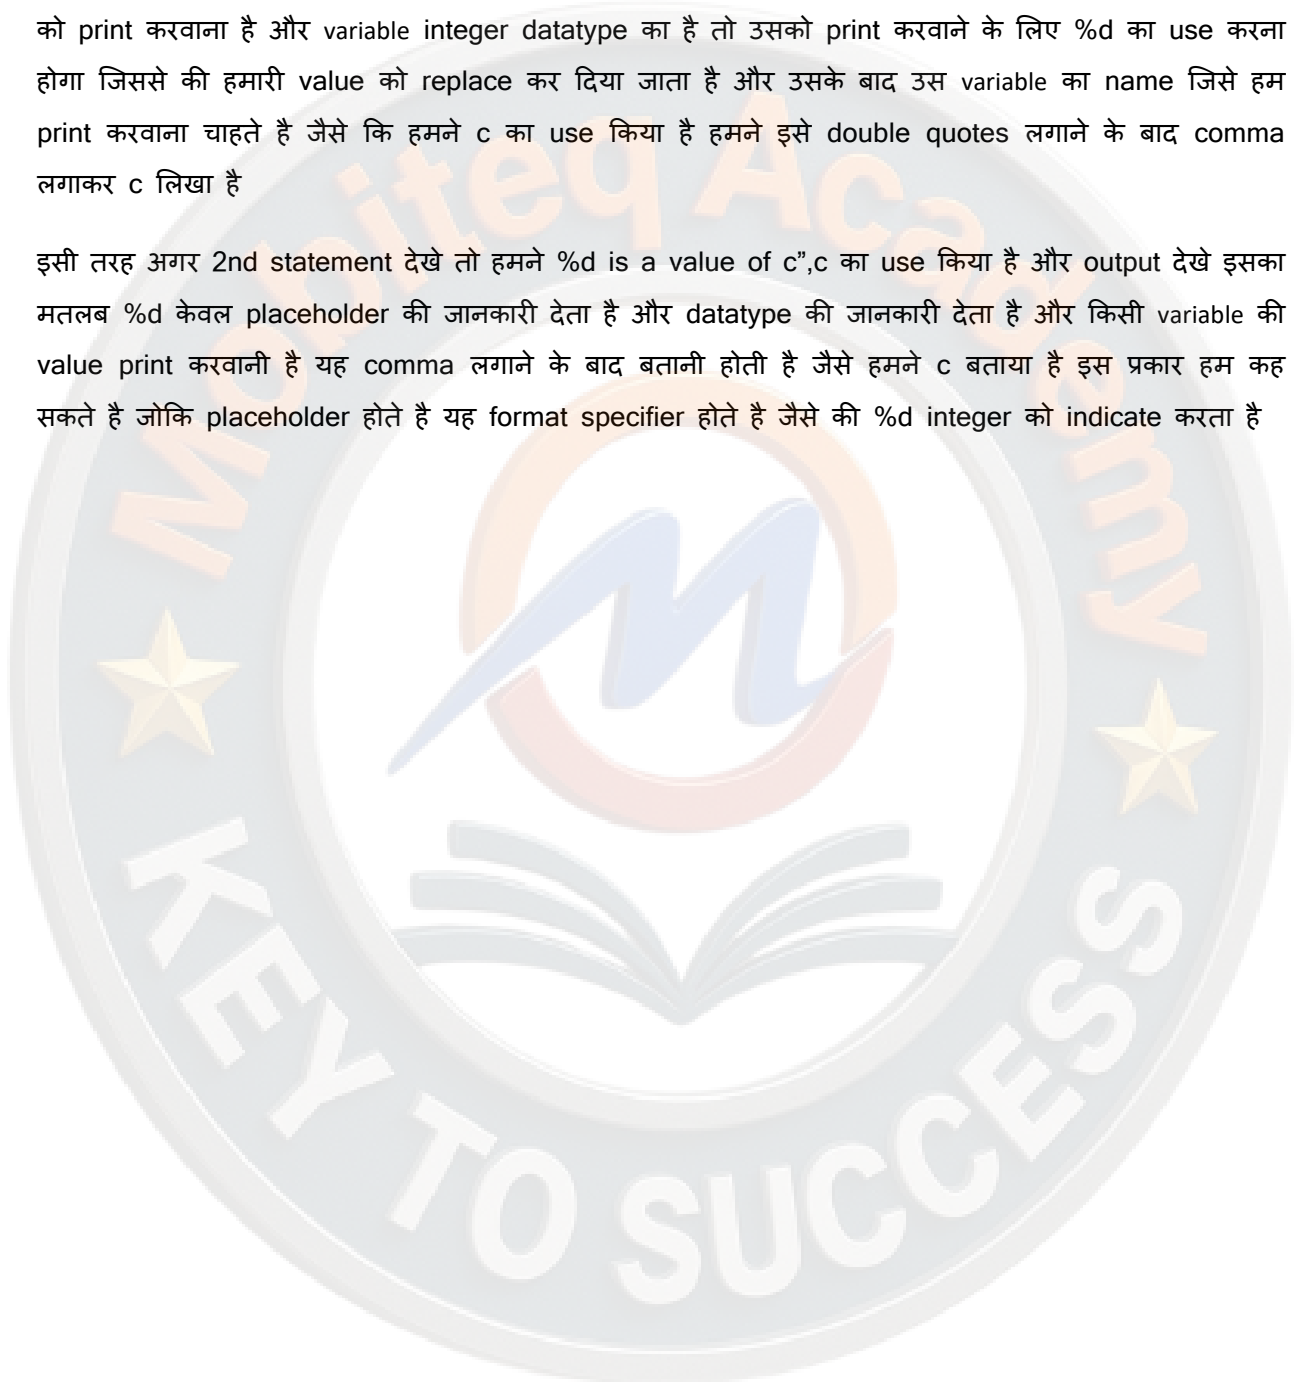 को print करवाना है और variable integer datatype का है तो उसको print करवाने के लिए %d का use करना
होगा जिससे की हमारी value को replace कर दिया जाता है और उसके बाद उस variable का name जिसे हम
print करवाना चाहते है जैसे कि हमने c का use किया है हमने इसे double quotes लगाने के बाद comma
लगाकर c लिखा है
इसी तरह अगर 2nd statement देखे तो हमने %d is a value of c”,c का use किया है और output देखे इसका
मतलब %d केवल placeholder की जानकारी देता है और datatype की जानकारी देता है और किसी variable की
value print करवानी है यह comma लगाने के बाद बतानी होती है जैसे हमने c बताया है इस प्रकार हम कह
सकते है जोकि placeholder होते है यह format specifier होते है जैसे की %d integer को indicate करता है
Mobiteq Academy
KEY TO SUCCESS